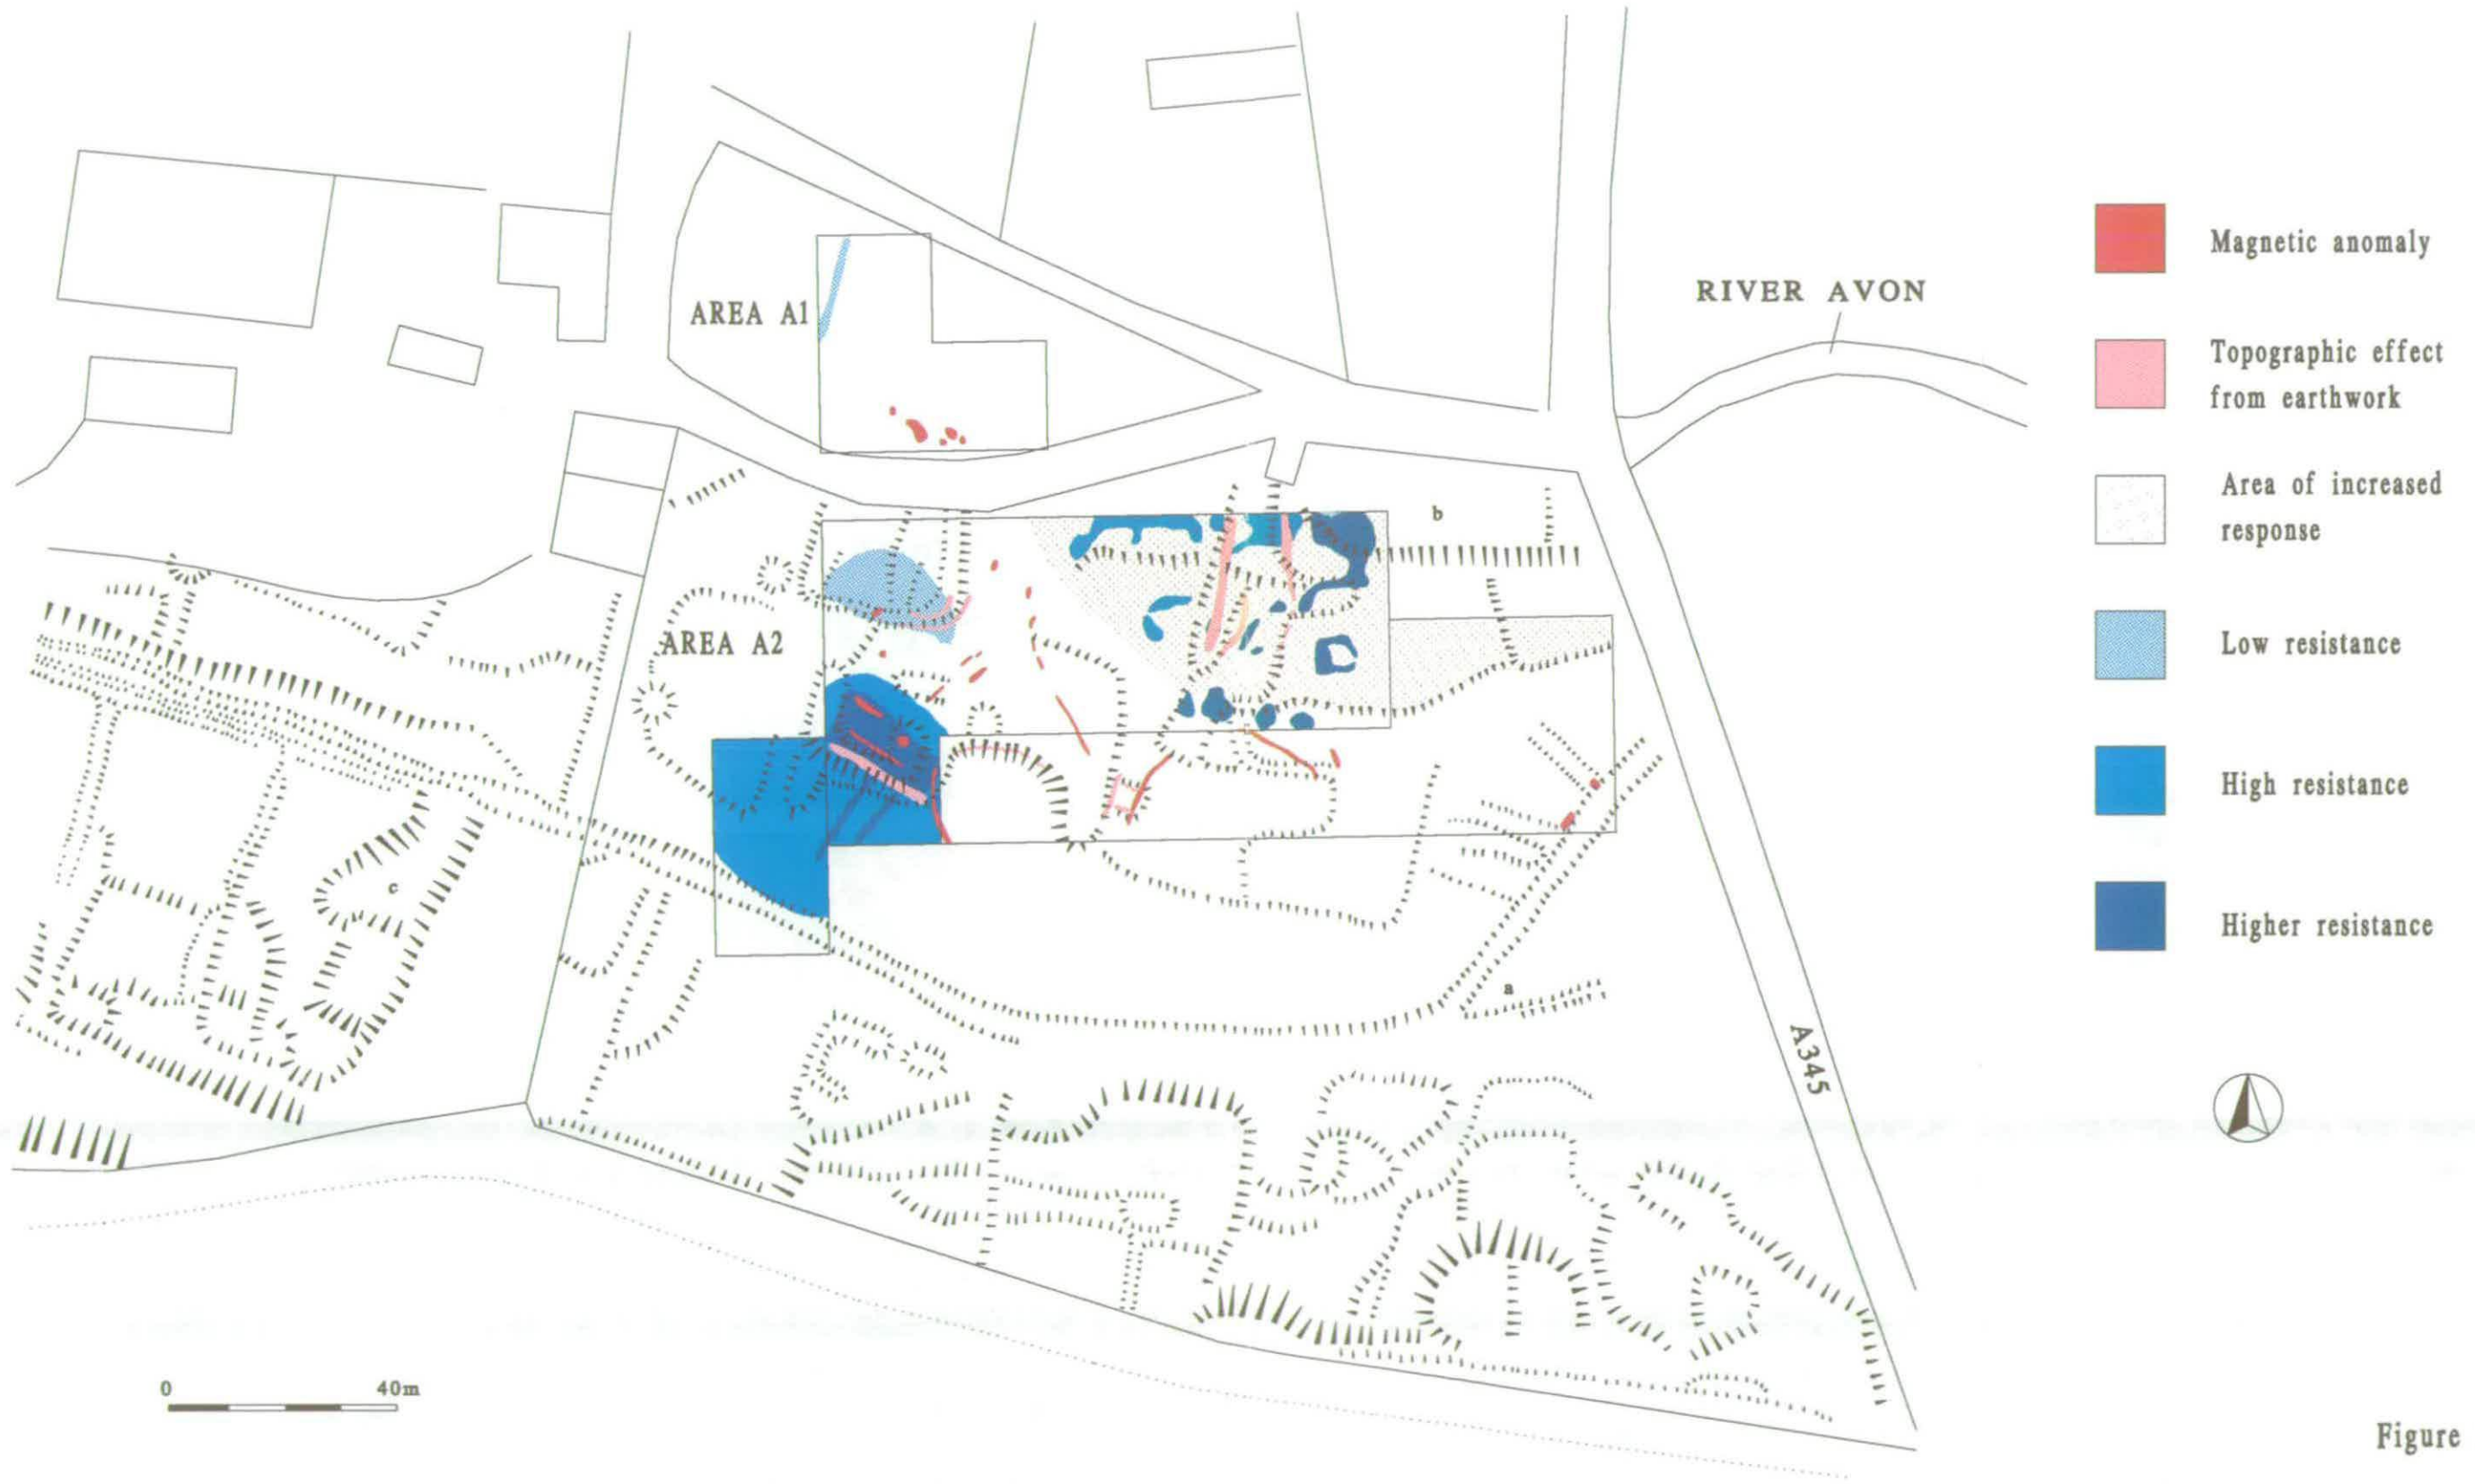 AREA A1
RIVER AVON
AREA A2
b
c
a
A345
0 40m
Magnetic anomaly
Topographic effect
from earthwork
Area of increased
response
Low resistance
High resistance
Higher resistance
Figure